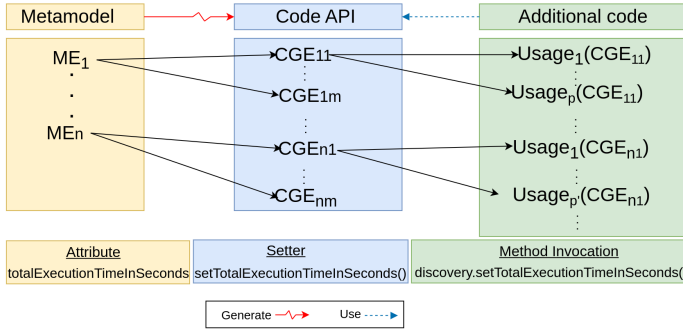 Metamodel
Code API
Additional code
ME1
CGE11
Usage1(CGE11)
CGE1m
Usagep(CGE11)
MEn
CGEn1
Usage1(CGEn1)
CGEnm
Usagep'(CGEn1)
Attribute
totalExecutionTimeInSeconds
Setter
setTotalExecutionTimeInSeconds()
Method Invocation
discovery.setTotalExecutionTimeInSeconds(
Generate
Use